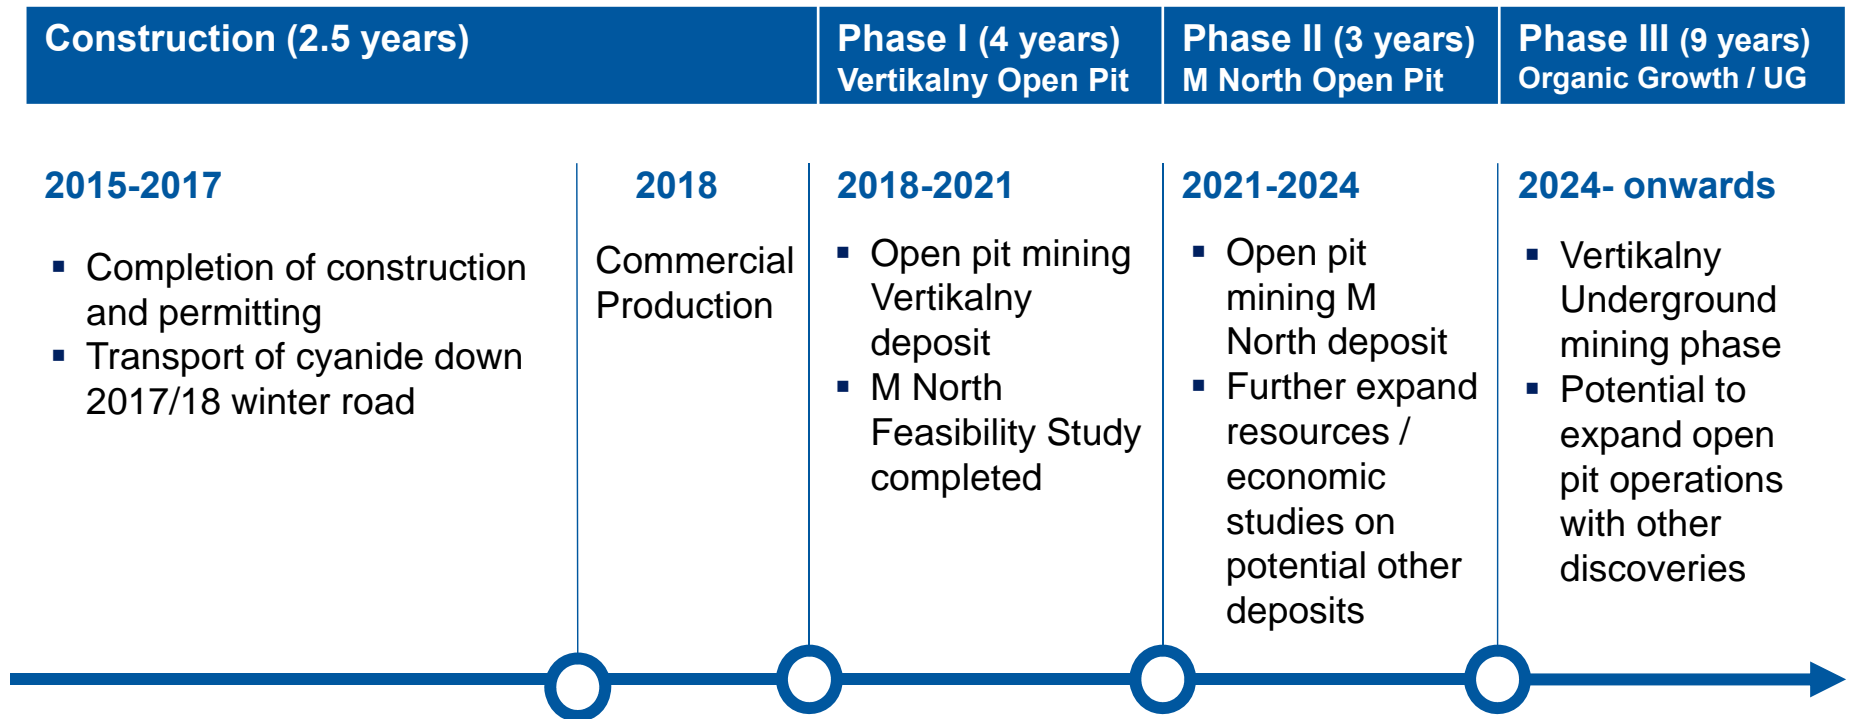 Construction (2.5 years)
Phase I (4 years)
Vertikalny Open Pit
Phase II (3 years)
M North Open Pit
Phase III (9 years)
Organic Growth / UG
2015-2017
▪ Completion of construction
and permitting
▪ Transport of cyanide down
2017/18 winter road
2018
Commercial
Production
2018-2021
▪ Open pit mining
Vertikalny
deposit
▪ M North
Feasibility Study
completed
2021-2024
▪ Open pit
mining M
North deposit
▪ Further expand
resources /
economic
studies on
potential other
deposits
2024- onwards
▪ Vertikalny
Underground
mining phase
▪ Potential to
expand open
pit operations
with other
discoveries